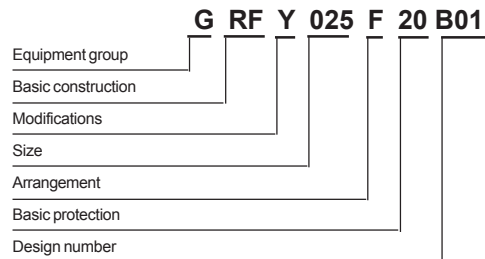 G RF Y 025 F 20 B01
Equipment group
Basic construction
Modifications
Size
Arrangement
Basic protection
Design number